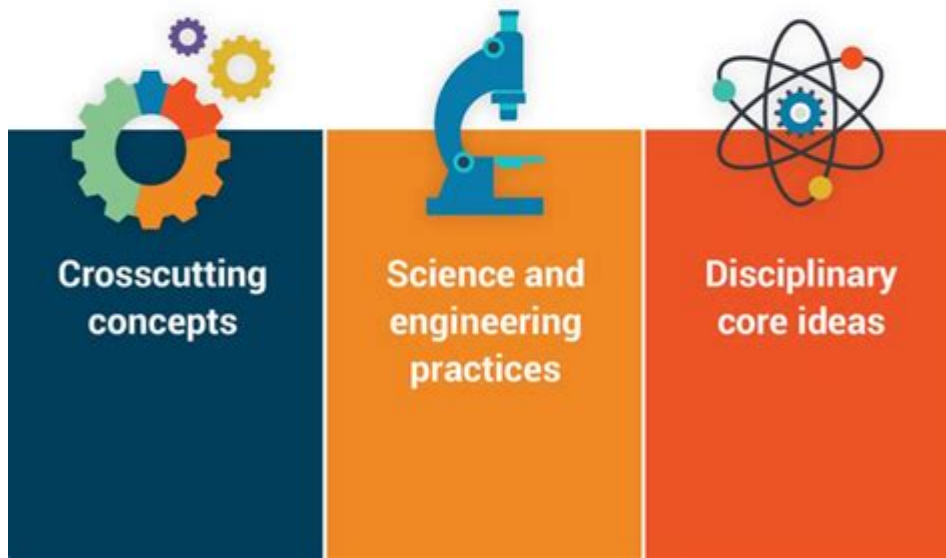 Crosscutting
concepts
Science and
engineering
practices
Disciplinary
core ideas